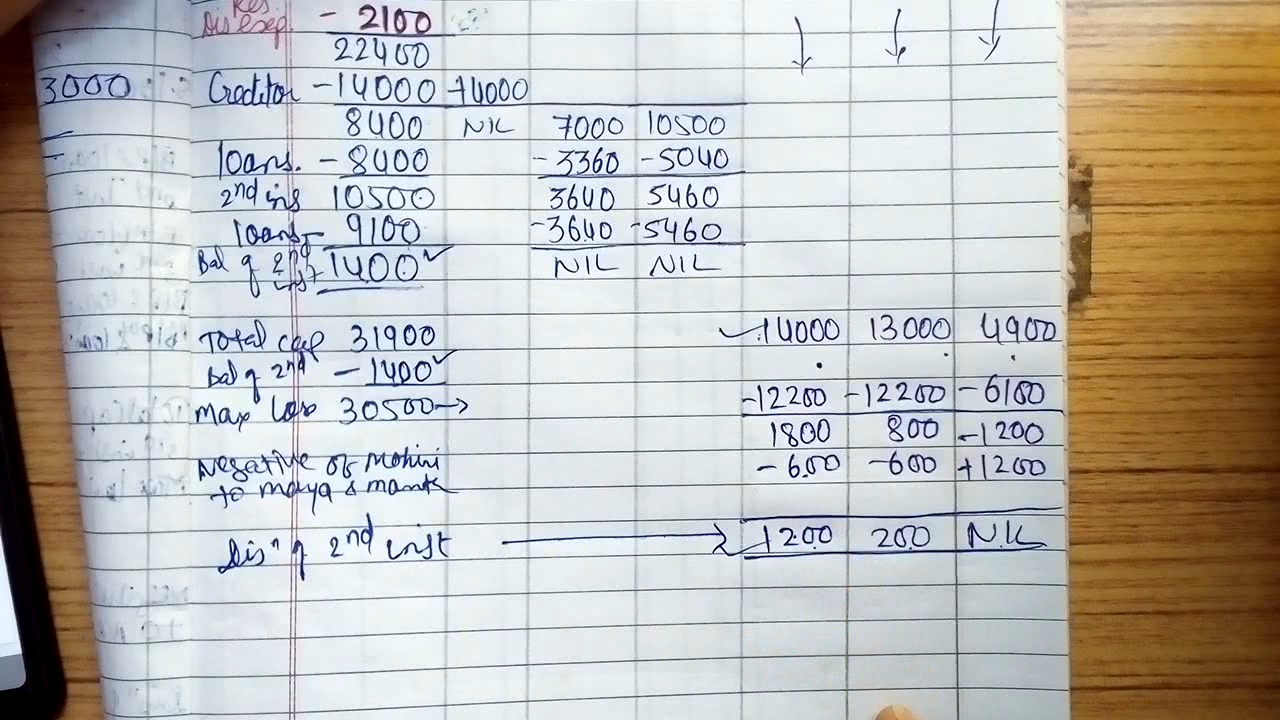 Res.
Dis exp. - 2100
22400
3000 Creditor -14000 -14000
8400 NIL 7000 10500
loans. - 8400 -3360 -5040
2nd ins 10500 3640 5460
loans - 9100 -3640 -5460
Bal of 2nd inst 1400 NIL NIL
Total cap 31900 14000 13000 4900
Bal of 2nd - 1400
Max Loss 30500 -12200 -12200 -6100
1800 800 -1200
Negative of Mohini -600 -600 +1200
to Maya &
Disn of 2nd inst 1200 200 NIL